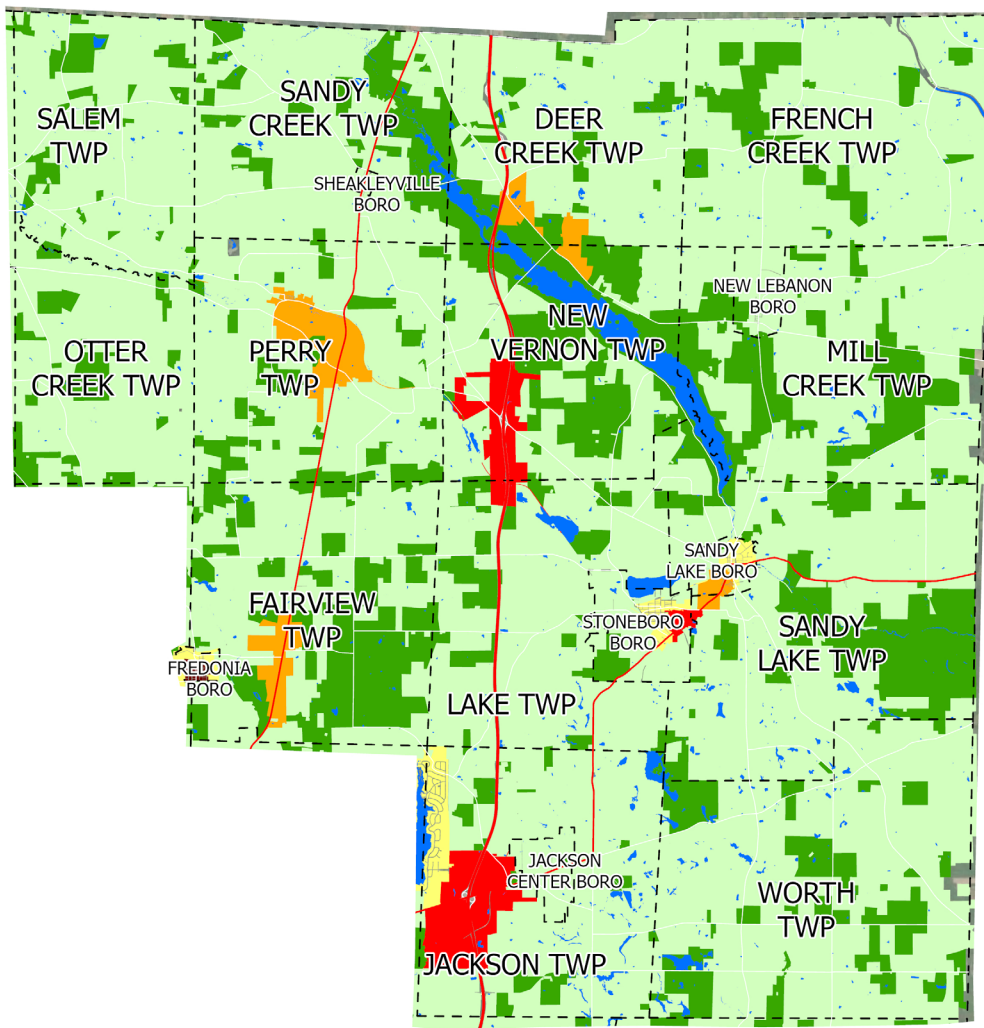 SALEM
TWP
SANDY
CREEK TWP
DEER
CREEK TWP
FRENCH
CREEK TWP
SHEAKLEYVILLE
BORO
NEW LEBANON
BORO
OTTER
CREEK TWP
PERRY
TWP
NEW
VERNON TWP
MILL
CREEK TWP
SANDY
LAKE BORO
FAIRVIEW
TWP
STONEBORO
BORO
SANDY
LAKE TWP
FREDONIA
BORO
LAKE TWP
JACKSON
CENTER BORO
WORTH
TWP
JACKSON TWP